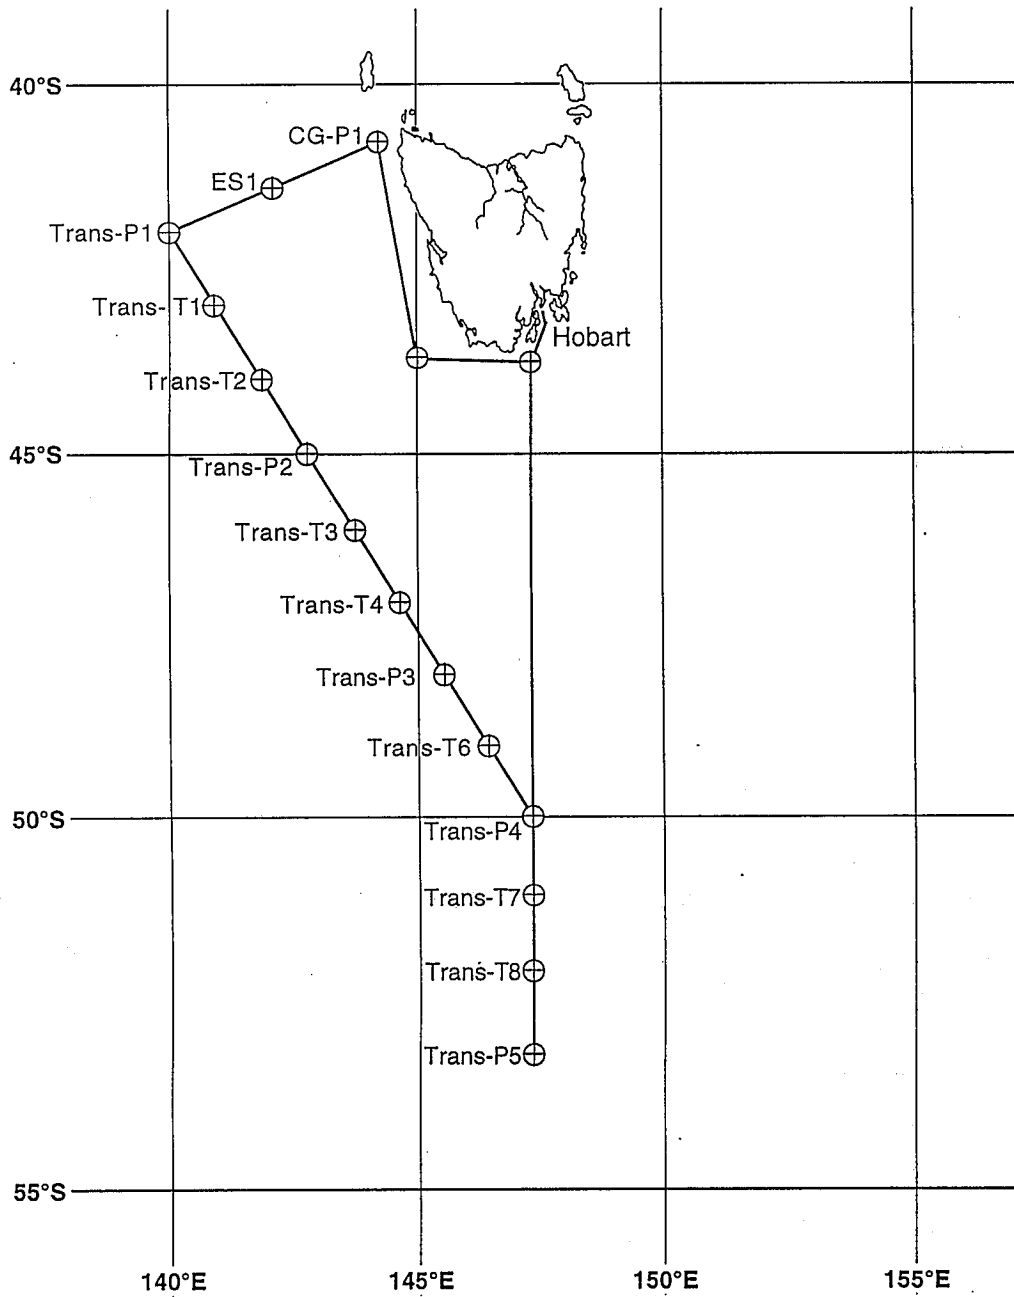 40°S
CG-P1
ES1
Trans-P1
Trans-T1
Hobart
Trans-T2
45°S
Trans-P2
Trans-T3
Trans-T4
Trans-P3
Trans-T6
50°S
Trans-P4
Trans-T7
Trans-T8
Trans-P5
55°S
140°E 145°E 150°E 155°E